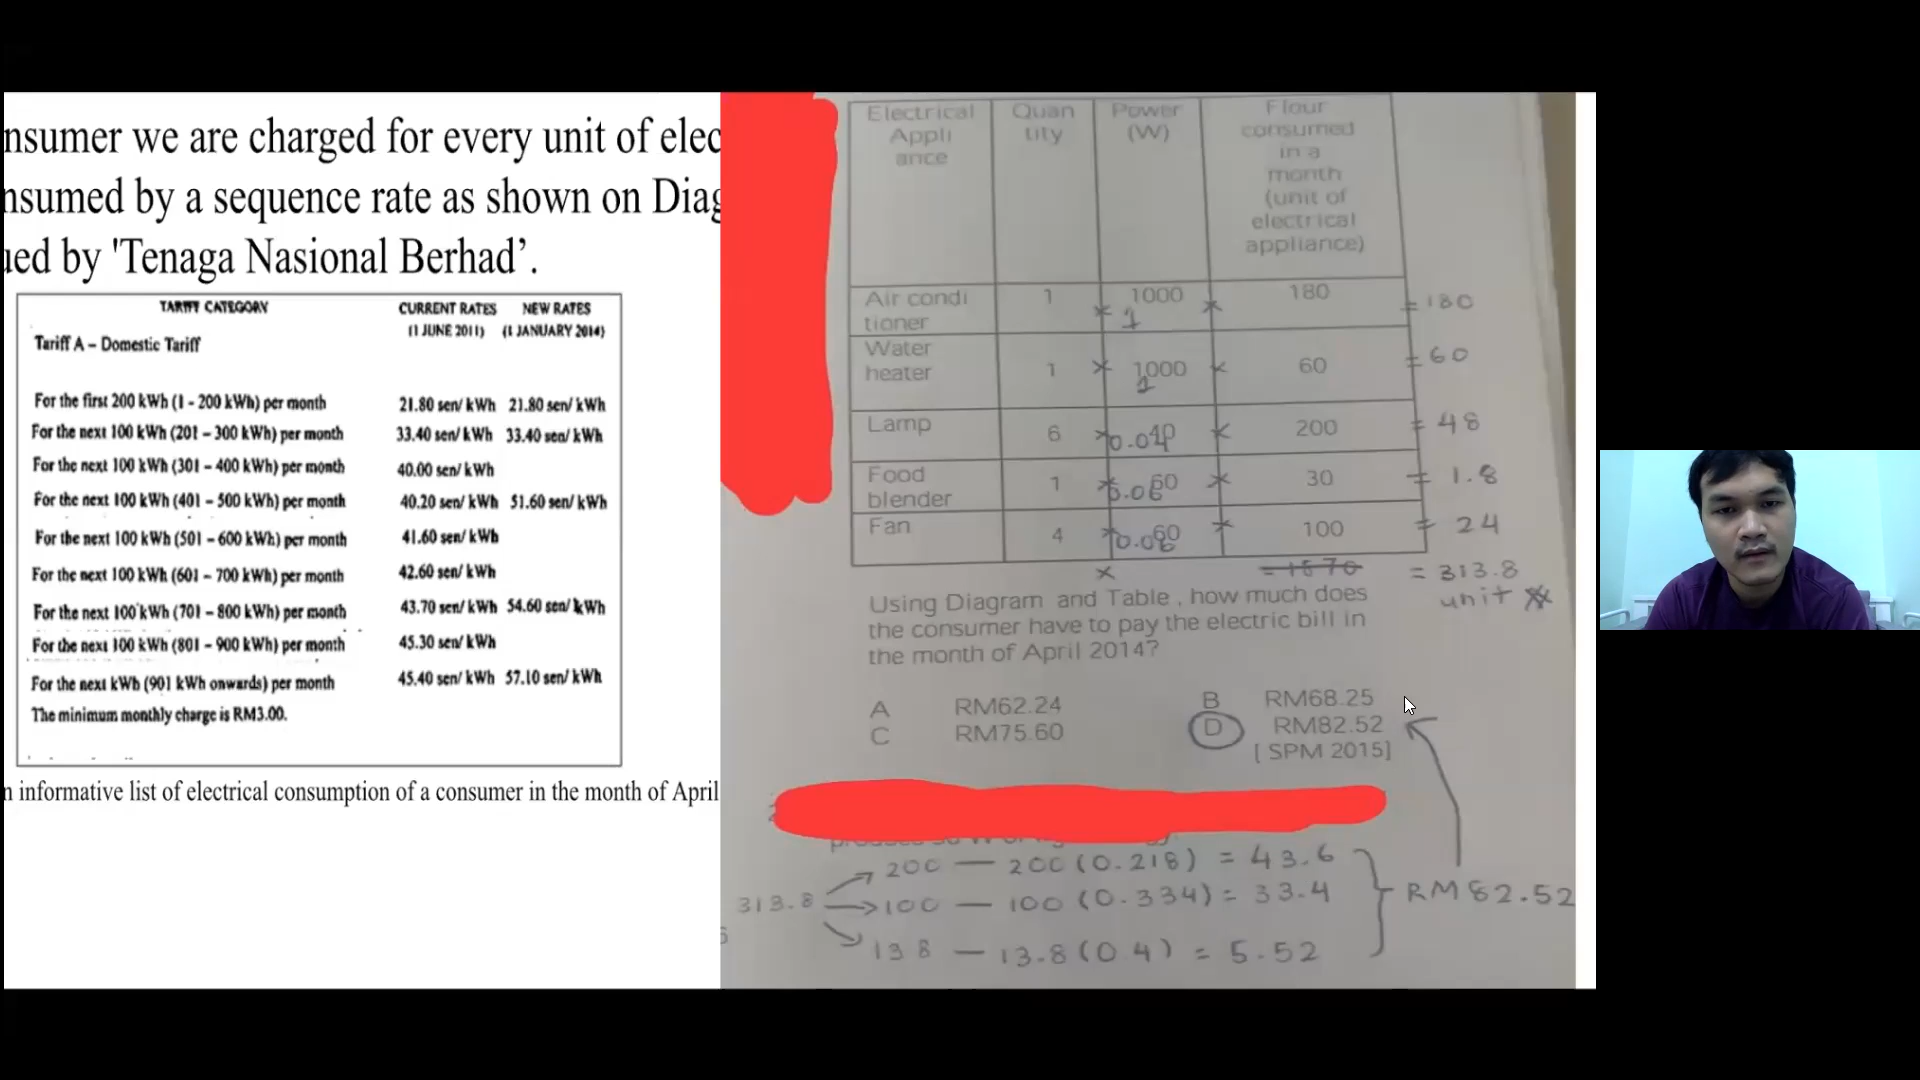 nsumer we are charged for every unit of elec
nsumed by a sequence rate as shown on Diag
ued by 'Tenaga Nasional Berhad’.
TARIFF CATEGORY CURRENT RATES NEW RATES
(1 JUNE 2011) (1 JANUARY 2014)
Tariff A – Domestic Tariff
For the first 200 kWh (1 - 200 kWh) per month 21.80 sen/ kWh 21.80 sen/ kWh
For the next 100 kWh (201 – 300 kWh) per month 33.40 sen/ kWh 33.40 sen/ kWh
For the next 100 kWh (301 – 400 kWh) per month 40.00 sen/ kWh
For the next 100 kWh (401 – 500 kWh) per month 40.20 sen/ kWh 51.60 sen/ kWh
For the next 100 kWh (501 – 600 kWh) per month 41.60 sen/ kWh
For the next 100 kWh (601 – 700 kWh) per month 42.60 sen/ kWh
For the next 100 kWh (701 – 800 kWh) per month 43.70 sen/ kWh 54.60 sen/ kWh
For the next 100 kWh (801 – 900 kWh) per month 45.30 sen/ kWh
For the next kWh (901 kWh onwards) per month 45.40 sen/ kWh 57.10 sen/ kWh
The minimum monthly charge is RM3.00.
n informative list of electrical consumption of a consumer in the month of April
Electrical Quan Power Hour
Appli tity (W) consumed
ance in a
month
(unit of
electrical
appliance)
Air condi 1 × 1000 × 180 = 180
tioner 1
Water
heater 1 × 1000 × 60 = 60
1
Lamp 6 × 0.04 × 200 = 48
Food
blender 1 × 0.06 60 × 30 = 1.8
Fan 4 × 0.06 60 × 100 = 24
× = 1570 = 313.8
unit
Using Diagram and Table , how much does
the consumer have to pay the electric bill in
the month of April 2014?
A RM62.24 B RM68.25
C RM75.60 D RM82.52
[ SPM 2015]
313.8
200 — 200 (0.218) = 43.6
100 — 100 (0.334) = 33.4
13.8 — 13.8 (0.4) = 5.52
RM82.52